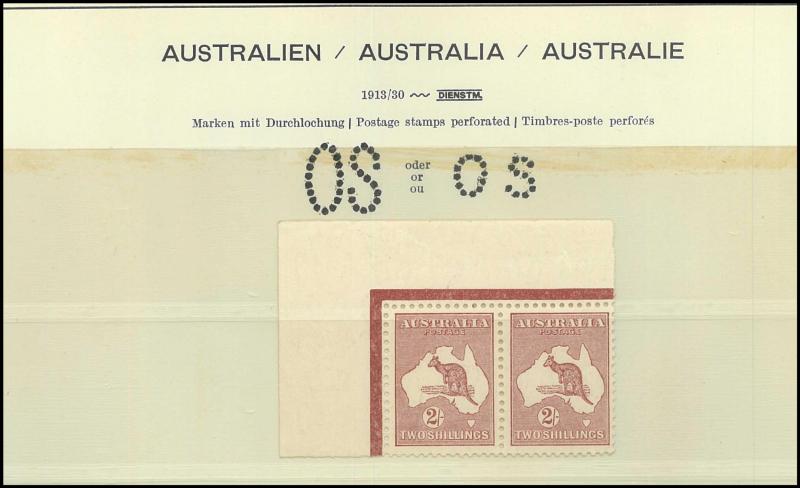 AUSTRALIEN / AUSTRALIA / AUSTRALIE
1913/30 ~~ DIENSTM.
Marken mit Durchlochung | Postage stamps perforated | Timbres-poste perforés
OS oder or ou O S
AUSTRALIA AUSTRALIA
POSTAGE POSTAGE
2/- 2/-
TWO SHILLINGS TWO SHILLINGS